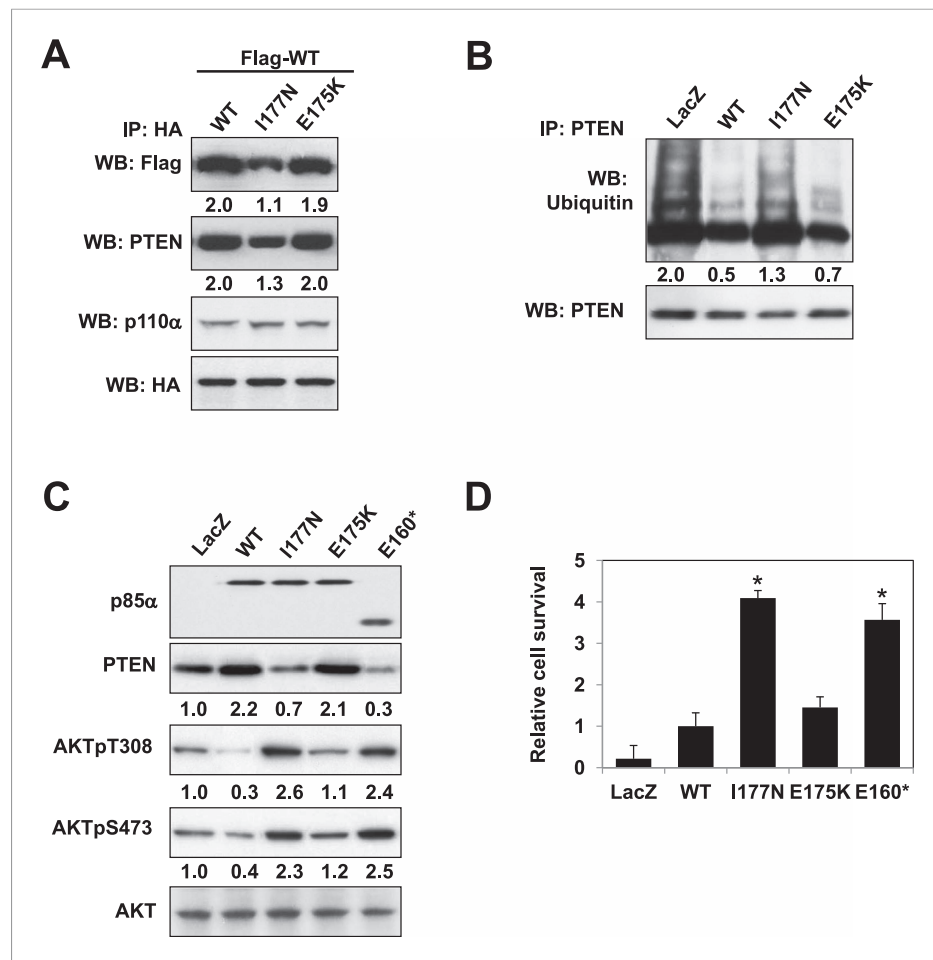 A
Flag-WT
WT I177N E175K
IP: HA
WB: Flag
2.0 1.1 1.9
WB: PTEN
2.0 1.3 2.0
WB: p110α
WB: HA
B
LacZ WT I177N E175K
IP: PTEN
WB:
Ubiquitin
2.0 0.5 1.3 0.7
WB: PTEN
C
LacZ WT I177N E175K E160*
p85α
PTEN
1.0 2.2 0.7 2.1 0.3
AKTpT308
1.0 0.3 2.6 1.1 2.4
AKTpS473
1.0 0.4 2.3 1.2 2.5
AKT
D
Relative cell survival
5
4
3
2
1
0
* *
LacZ WT I177N E175K E160*